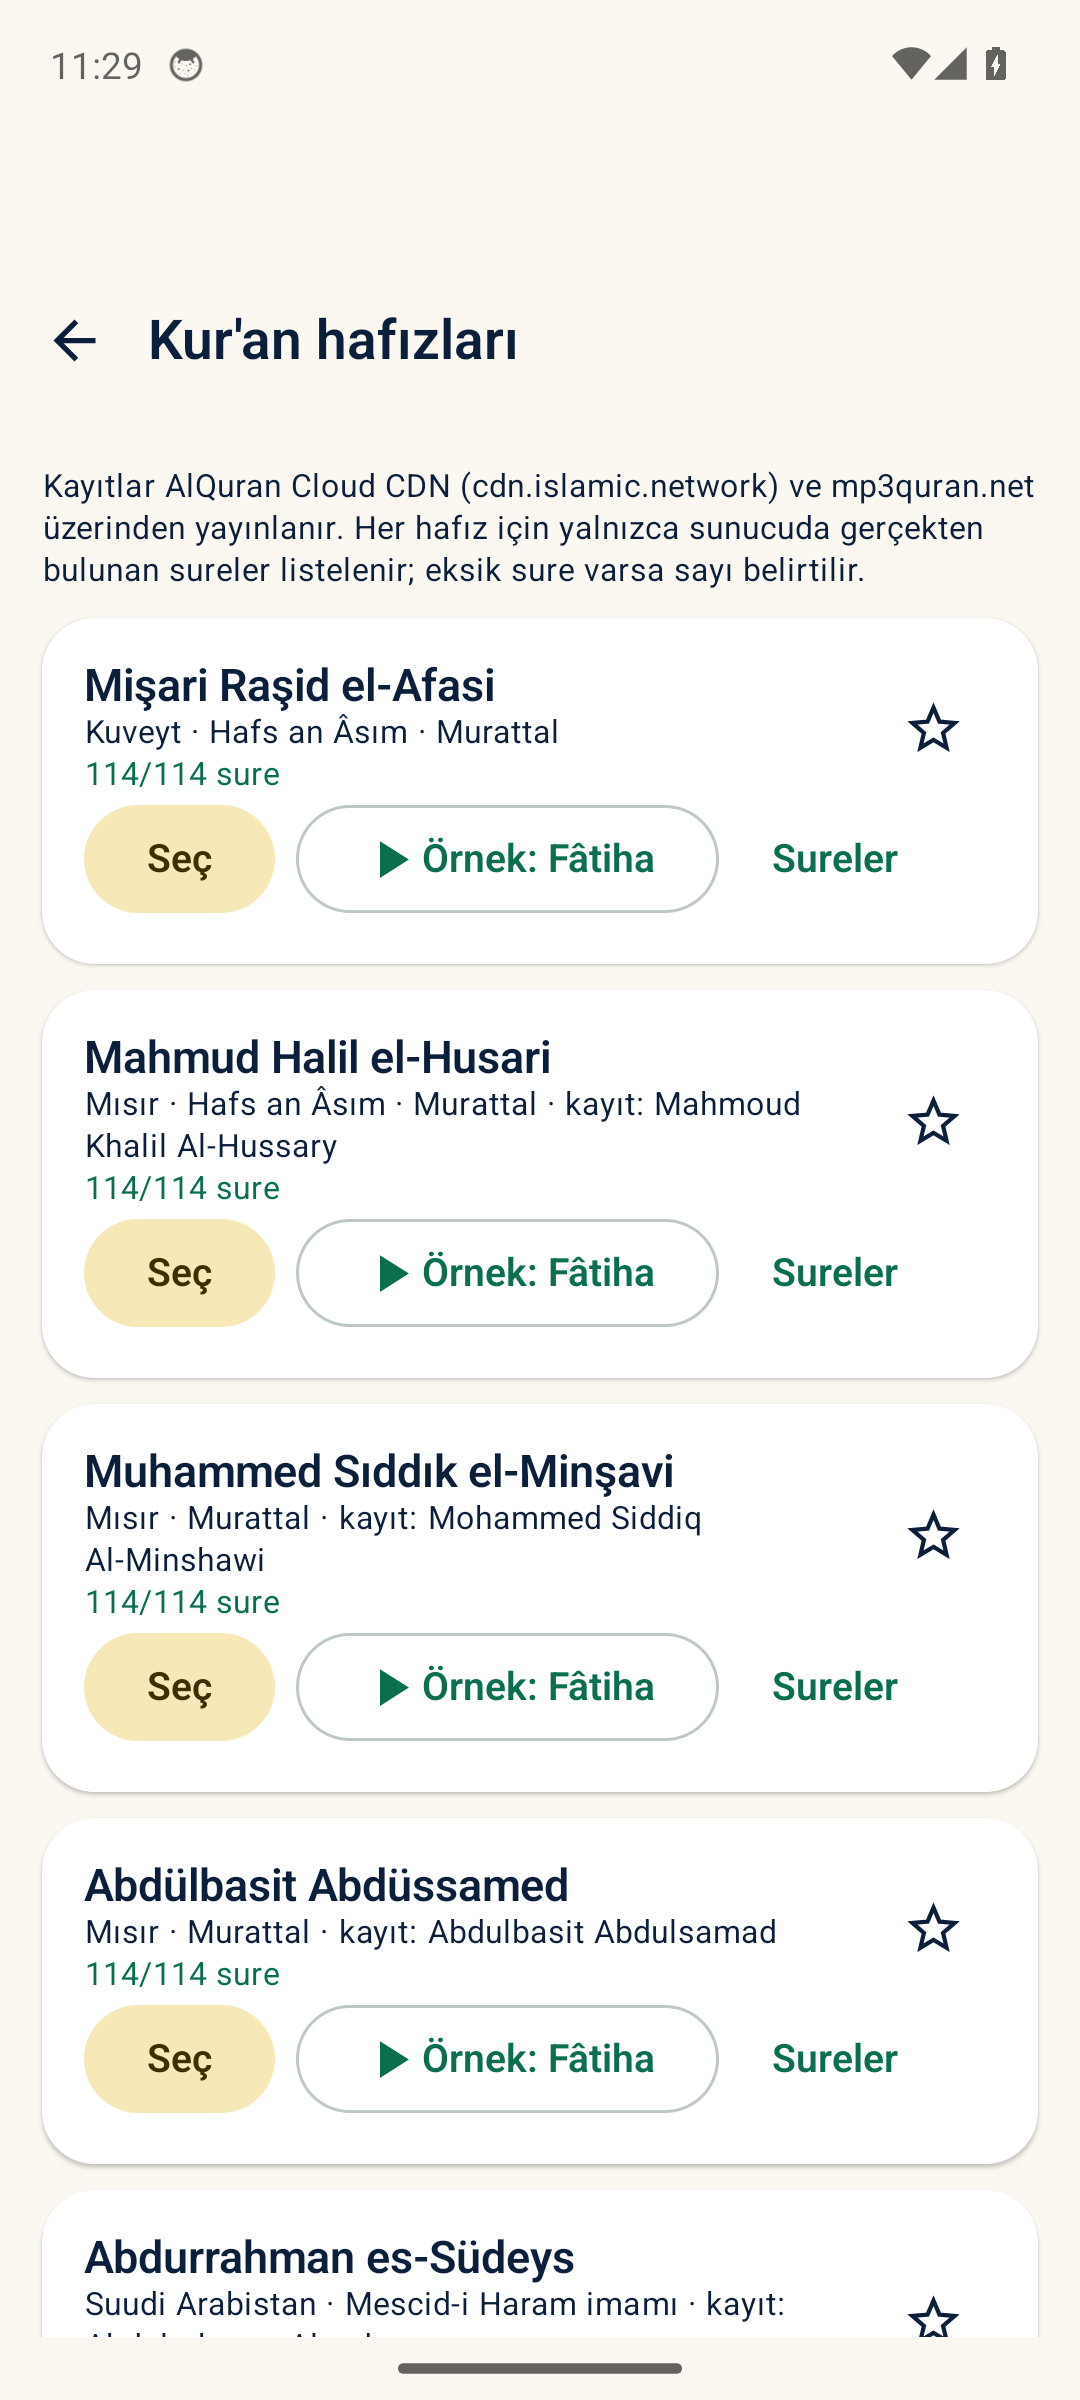 11:29
Kur'an hafızları
Kayıtlar AlQuran Cloud CDN (cdn.islamic.network) ve mp3quran.net
üzerinden yayınlanır. Her hafız için yalnızca sunucuda gerçekten
bulunan sureler listelenir; eksik sure varsa sayı belirtilir.
Mişari Raşid el-Afasi
Kuveyt · Hafs an Âsım · Murattal
114/114 sure
Seç
Örnek: Fâtiha
Sureler
Mahmud Halil el-Husari
Mısır · Hafs an Âsım · Murattal · kayıt: Mahmoud
Khalil Al-Hussary
114/114 sure
Seç
Örnek: Fâtiha
Sureler
Muhammed Sıddık el-Minşavi
Mısır · Murattal · kayıt: Mohammed Siddiq
Al-Minshawi
114/114 sure
Seç
Örnek: Fâtiha
Sureler
Abdülbasit Abdüssamed
Mısır · Murattal · kayıt: Abdulbasit Abdulsamad
114/114 sure
Seç
Örnek: Fâtiha
Sureler
Abdurrahman es-Südeys
Suudi Arabistan · Mescid-i Haram imamı · kayıt: